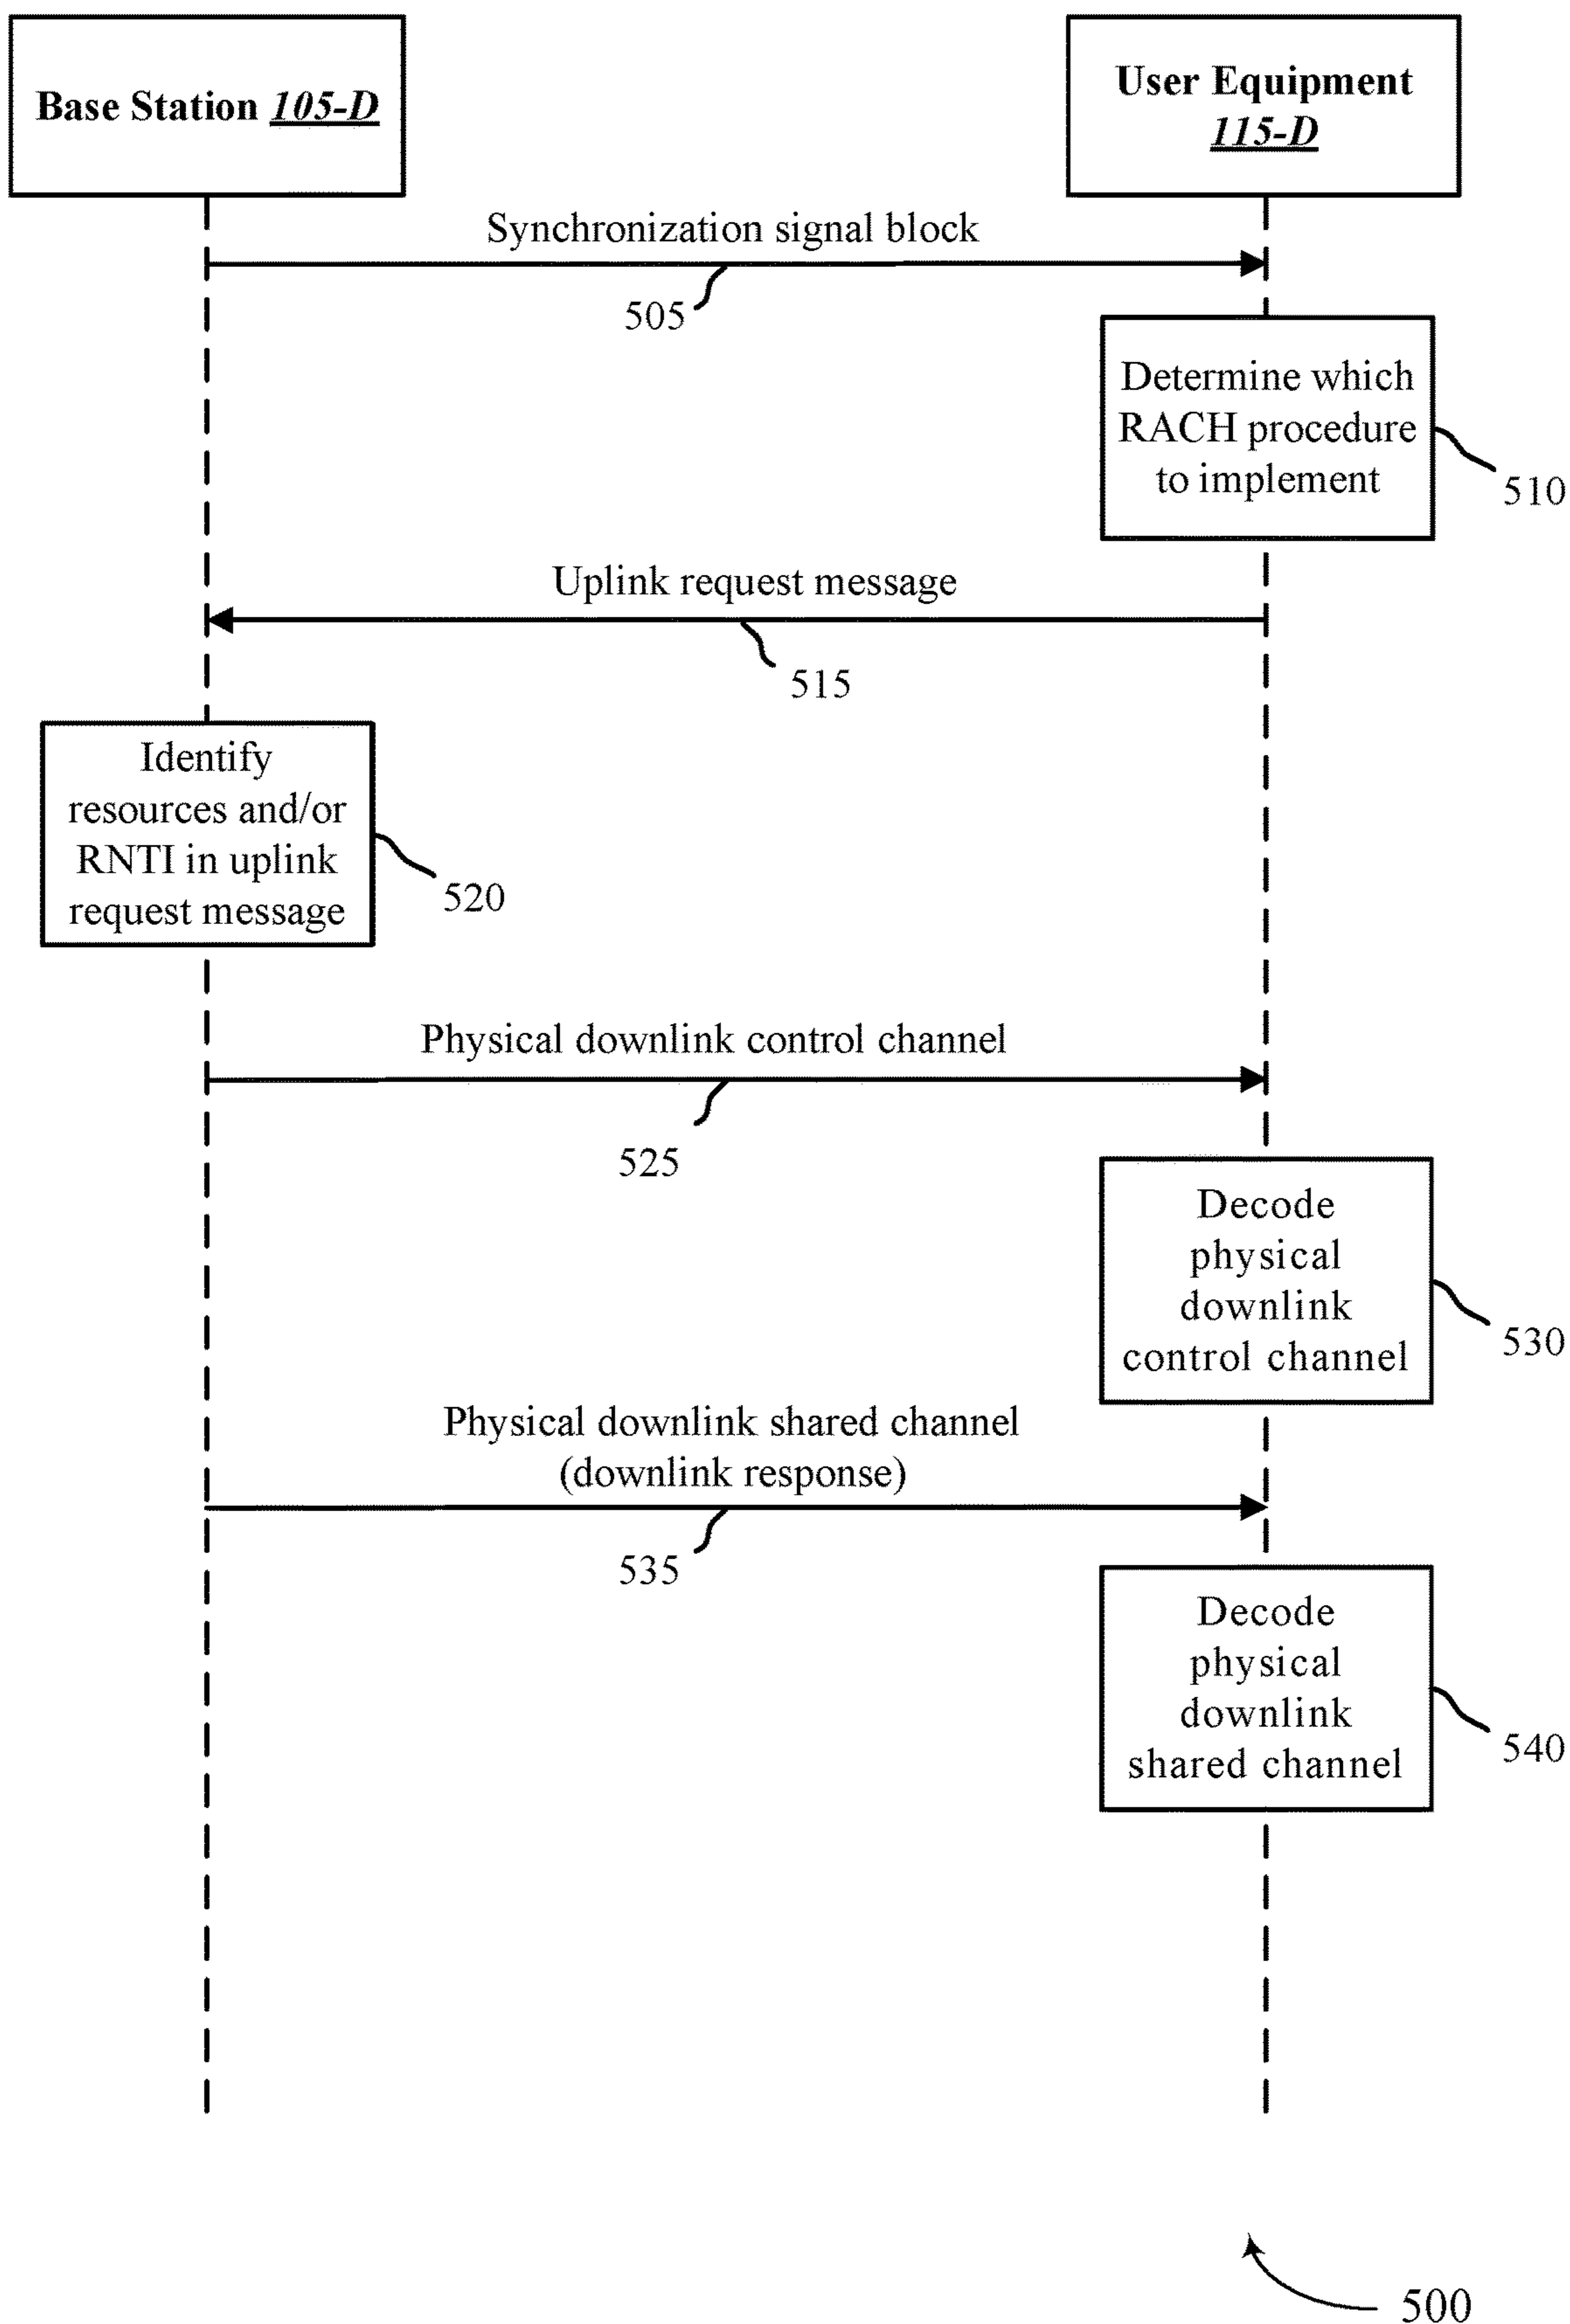 Base Station 105-D
User Equipment
115-D
Synchronization signal block
505
Determine which
RACH procedure
to implement
510
Uplink request message
515
Identify
resources and/or
RNTI in uplink
request message
520
Physical downlink control channel
525
Decode
physical
downlink
control channel
530
Physical downlink shared channel
(downlink response)
535
Decode
physical
downlink
shared channel
540
500